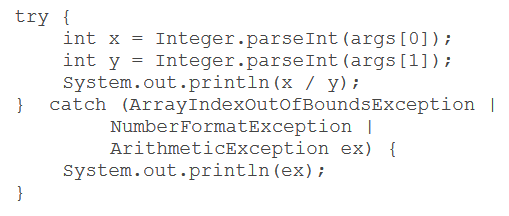 try {
    int x = Integer.parseInt(args[0]);
    int y = Integer.parseInt(args[1]);
    System.out.println(x / y);
}  catch (ArrayIndexOutOfBoundsException |
        NumberFormatException |
        ArithmeticException ex) {
    System.out.println(ex);
}